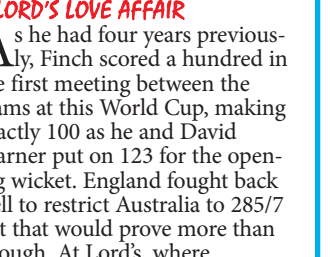 LORD'S LOVE AFFAIR
As he had four years previous-
ly, Finch scored a hundred in
e first meeting between the
ams at this World Cup, making
actly 100 as he and David
arner put on 123 for the open-
g wicket. England fought back
ll to restrict Australia to 285/7
t that would prove more than
ough. At Lord's, where